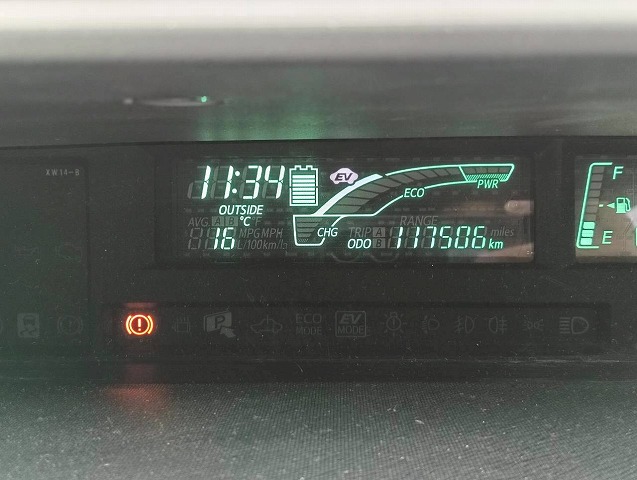 KW14-B
11:34
EV
OUTSIDE
°C °F
16
AVG A B
MPG MPH
L/100km/h
CHG
ECO
PWR
RANGE
TRIP A B
miles
ODO 117506 km
F
E
ECO MODE
EV MODE